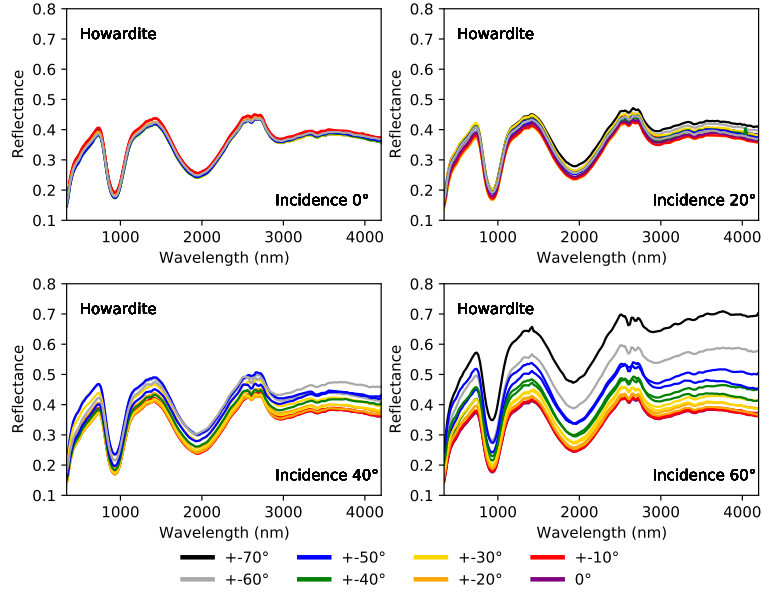 0.8
0.7
0.6
0.5
0.4
0.3
0.2
0.1
Reflectance
Howardite
Incidence 0°
1000 2000 3000 4000
Wavelength (nm)
0.8
0.7
0.6
0.5
0.4
0.3
0.2
0.1
Reflectance
Howardite
Incidence 20°
1000 2000 3000 4000
Wavelength (nm)
0.8
0.7
0.6
0.5
0.4
0.3
0.2
0.1
Reflectance
Howardite
Incidence 40°
1000 2000 3000 4000
Wavelength (nm)
0.8
0.7
0.6
0.5
0.4
0.3
0.2
0.1
Reflectance
Howardite
Incidence 60°
1000 2000 3000 4000
Wavelength (nm)
+-70° +-50° +-30° +-10°
+-60° +-40° +-20° 0°